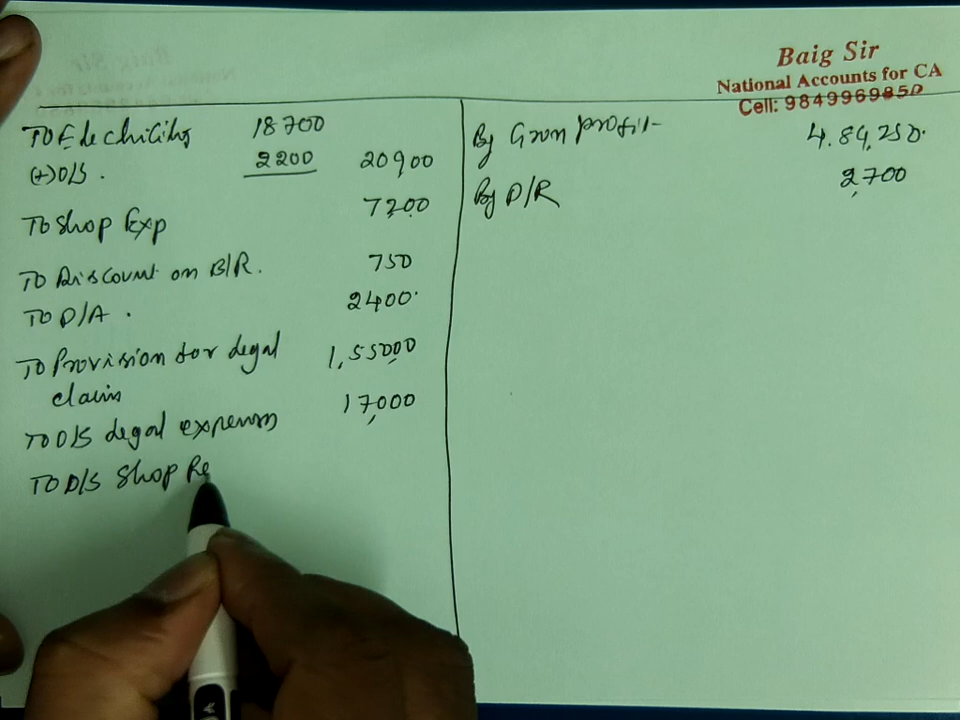 Baig Sir
National Accounts for CA
Cell: 9849969850
To Electricity 18700
(+) O/S. 2200 20900
To Shop Exp 7200
To Discount on B/R. 750
To D/A. 2400
To Provision for legal 1,55000
claim
To O/S legal expenses 17,000
To O/S Shop Re
By Gross profit 4.84,250
By D/R 2,700